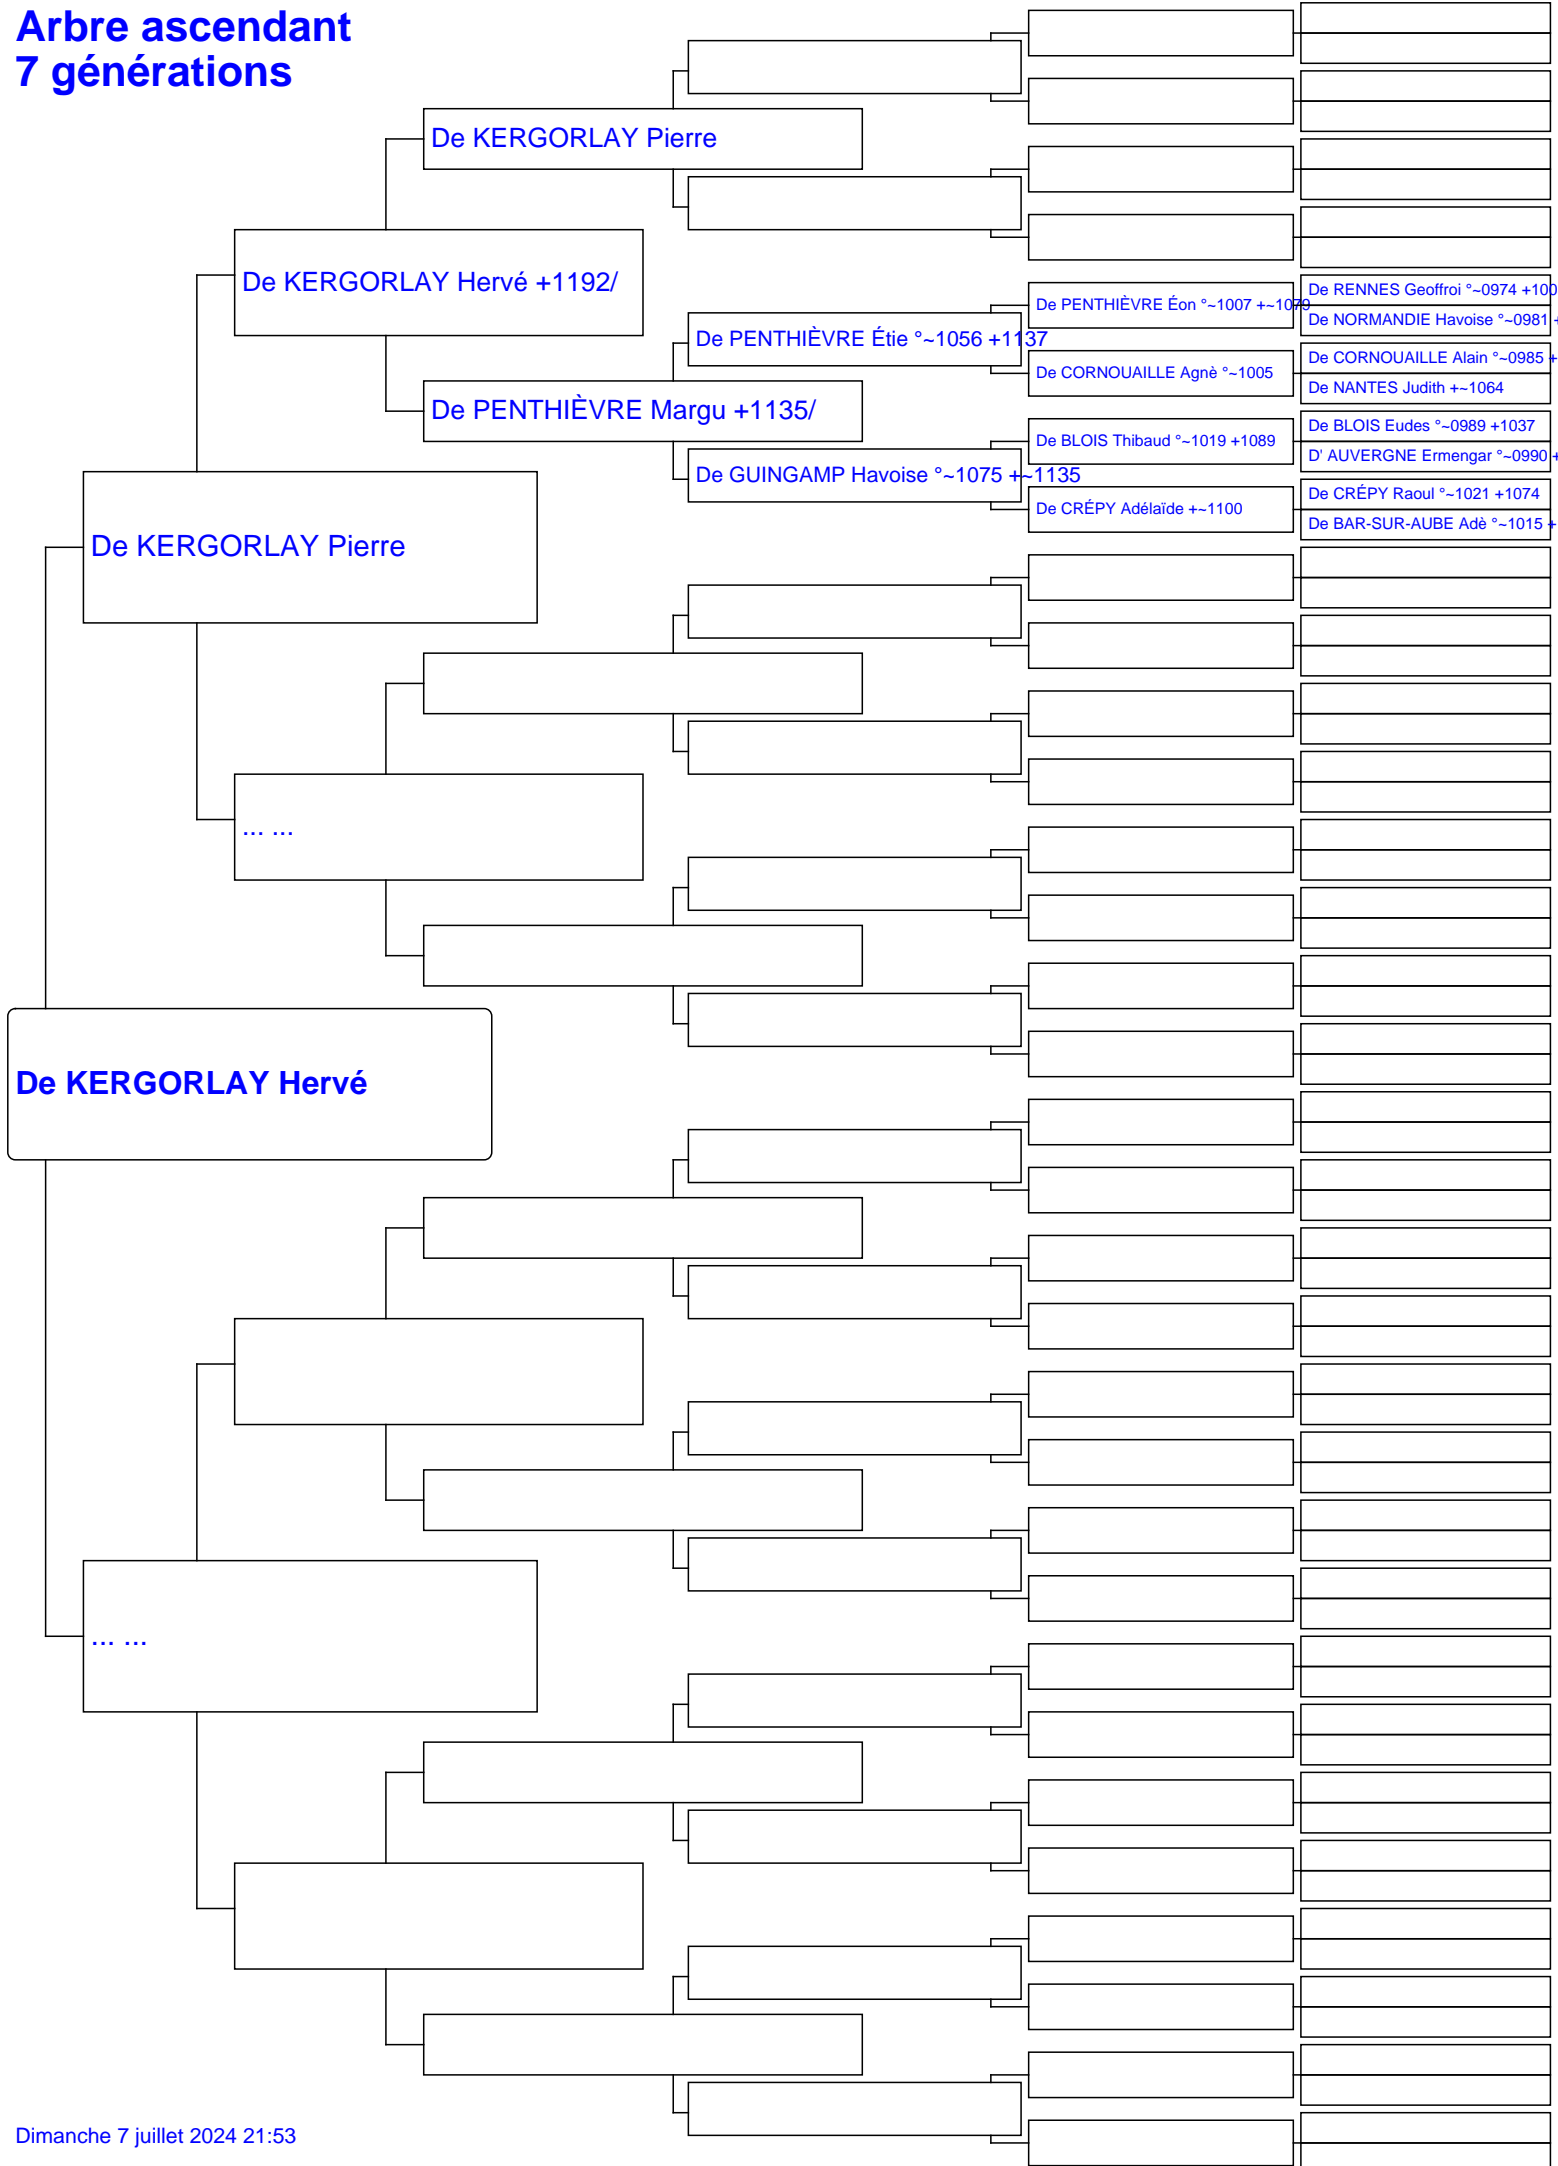 Arbre ascendant
7 générations
De KERGORLAY Pierre
De KERGORLAY Hervé +1192/
De RENNES Geoffroi °~0974 +100
De PENTHIÈVRE Éon °~1007 +~1079
De NORMANDIE Havoise °~0981 +
De PENTHIÈVRE Étie °~1056 +1137
De CORNOUAILLE Alain °~0985 +
De CORNOUAILLE Agnè °~1005
De NANTES Judith +~1064
De PENTHIÈVRE Margu +1135/
De BLOIS Eudes °~0989 +1037
De BLOIS Thibaud °~1019 +1089
D' AUVERGNE Ermengar °~0990 +
De GUINGAMP Havoise °~1075 +~1135
De CRÉPY Raoul °~1021 +1074
De CRÉPY Adélaïde +~1100
De BAR-SUR-AUBE Adè °~1015 +
De KERGORLAY Pierre
... ...
De KERGORLAY Hervé
... ...
Dimanche 7 juillet 2024 21:53